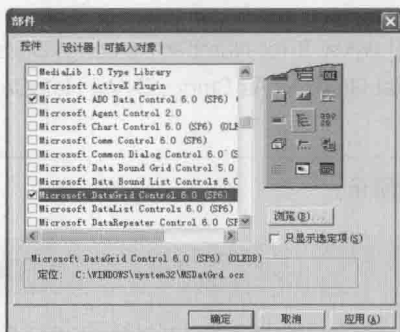 部件
控件 设计器 可插入对象
MediaLib 1.0 Type Library
Microsoft ActiveX Plugin
Microsoft ADO Data Control 6.0 (SP6) (
Microsoft Agent Control 2.0
Microsoft Chart Control 6.0 (SP6) (OLE
Microsoft Comm Control 6.0 (SP6)
Microsoft Common Dialog Control 6.0 (S
Microsoft Data Bound Grid Control 5.0
Microsoft Data Bound List Controls 6.0
Microsoft DataGrid Control 6.0 (SP6)
Microsoft DataList Controls 6.0 (SP6)
Microsoft DataRepeater Control 6.0 (SP
浏览(B)...
只显示选定项(S)
Microsoft DataGrid Control 6.0 (SP6) (OLEDB)
定位: C:\WINDOWS\system32\MSDatGrd.ocx
确定 取消 应用(A)